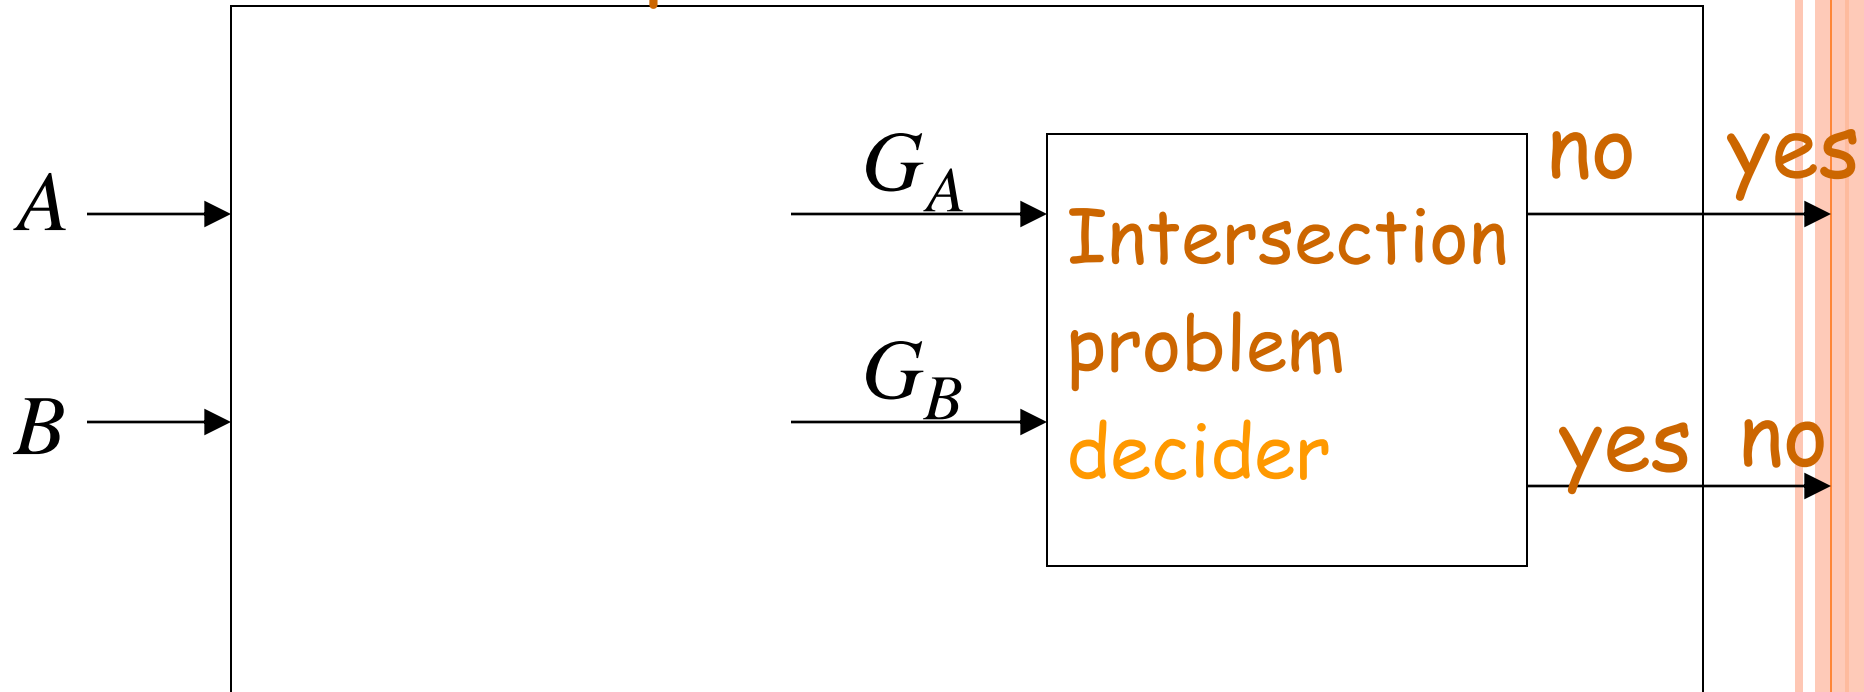 A
B
G_A
G_B
Intersection
problem
decider
no yes
yes no